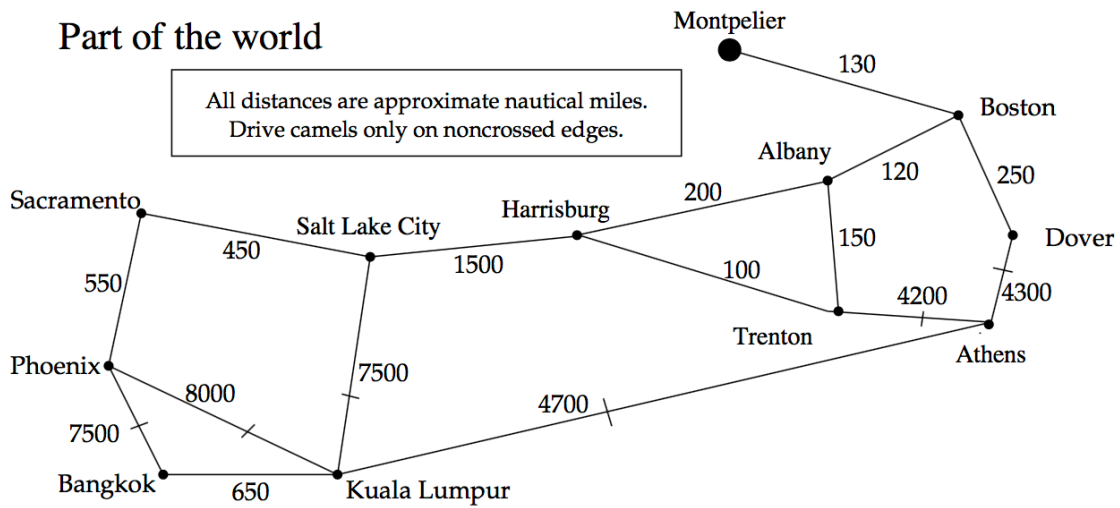 Montpelier
Part of the world
130
All distances are approximate nautical miles.
Drive camels only on noncrossed edges.
Boston
Albany
120
250
Sacramento
200
Harrisburg
Salt Lake City
150
Dover
450
1500
100
550
4200
4300
Trenton
Athens
Phoenix
8000
7500
4700
7500
Bangkok
650
Kuala Lumpur